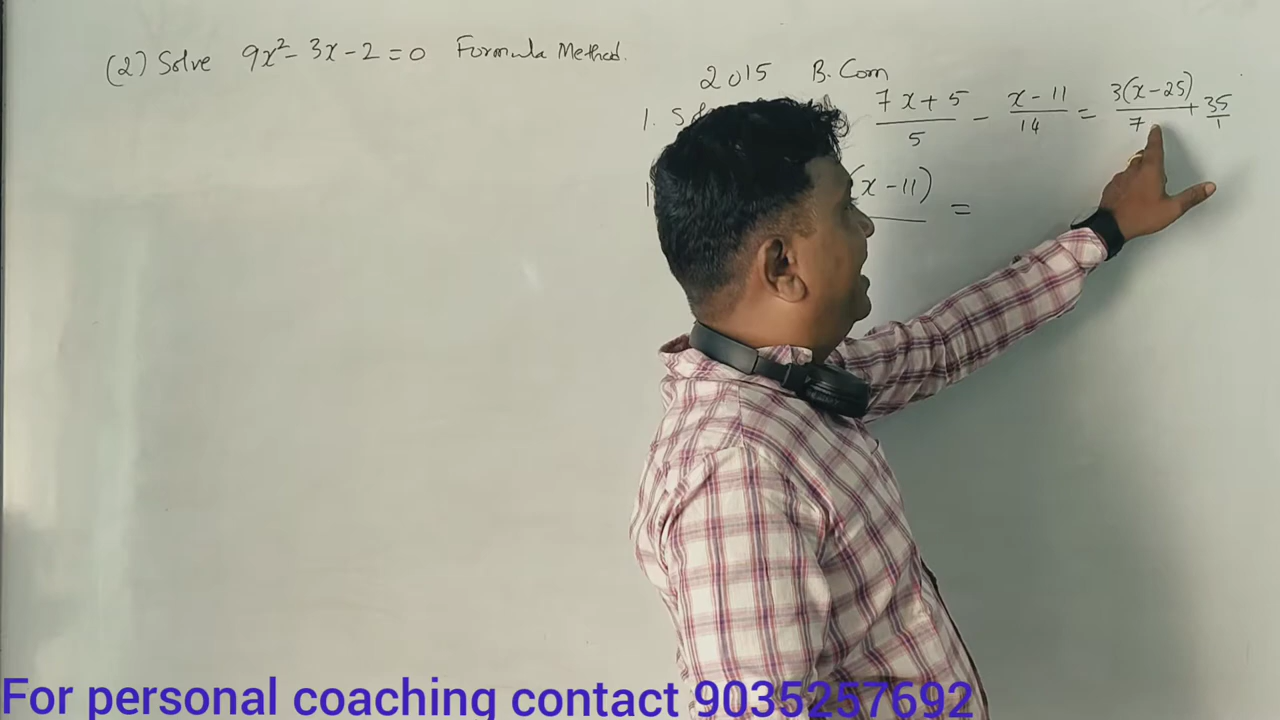 (2) Solve 9x² - 3x - 2 = 0 Formula Method.
2015 B.Com
1. (7x + 5)/5 - (x - 11)/14 = 3(x - 25)/7 + 35/1
(x - 11) =
For personal coaching contact 9035257692